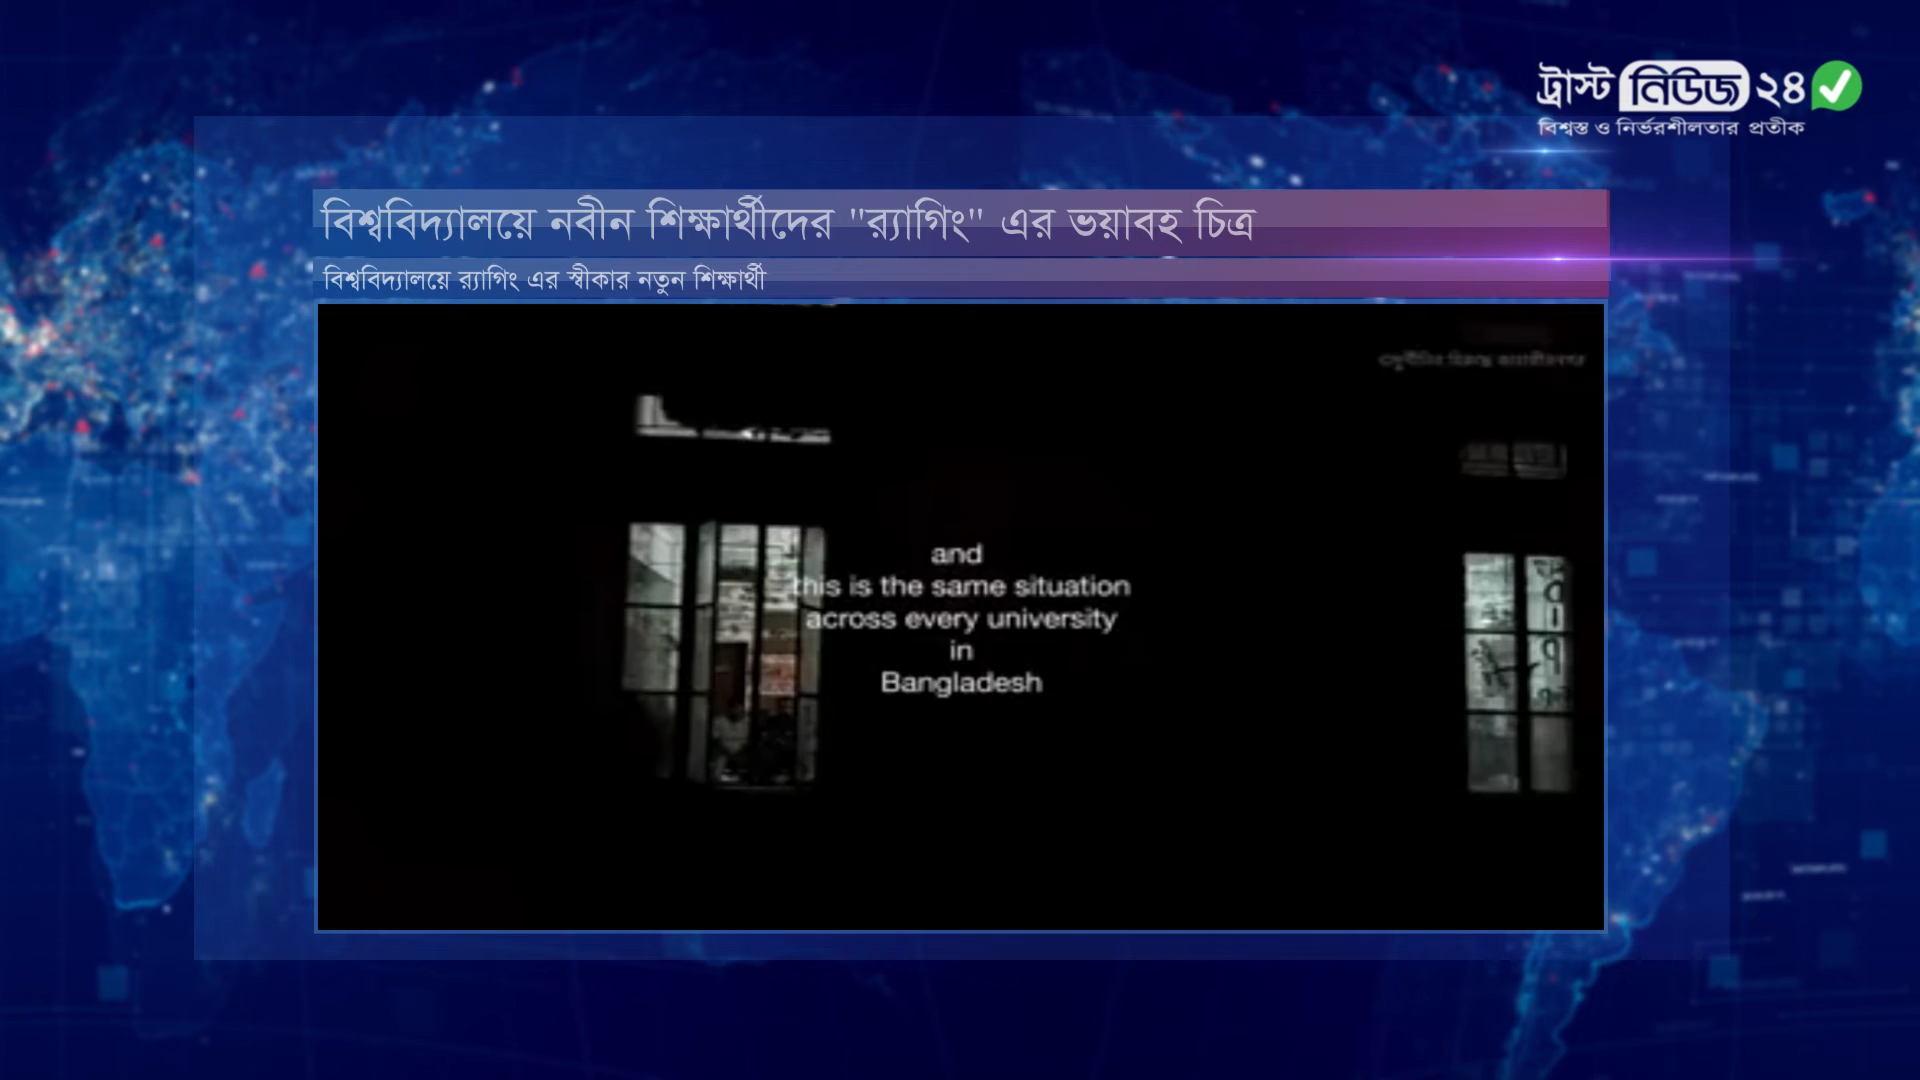 ট্রাস্ট নিউজ ২৪
বিশ্বস্ত ও নির্ভরশীলতার প্রতীক
বিশ্ববিদ্যালয়ে নবীন শিক্ষার্থীদের "র‍্যাগিং" এর ভয়াবহ চিত্র
বিশ্ববিদ্যালয়ে র‍্যাগিং এর স্বীকার নতুন শিক্ষার্থী
and
this is the same situation
across every university
in
Bangladesh